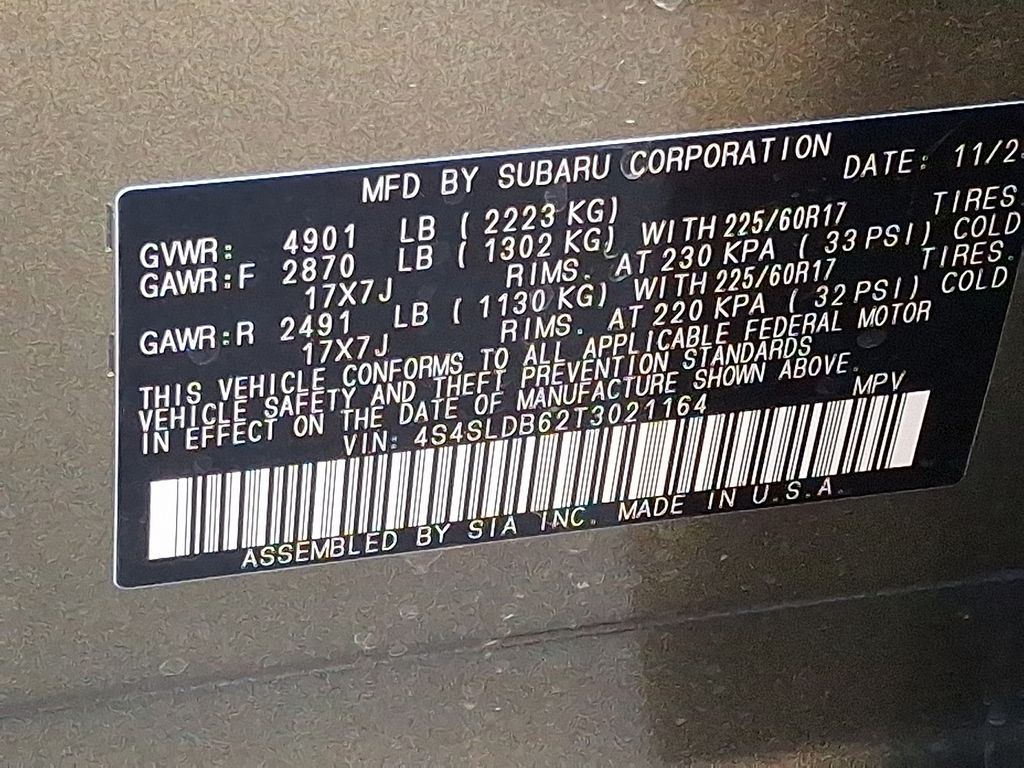 MFD BY SUBARU CORPORATION DATE: 11/2
GVWR: 4901 LB ( 2223 KG)
GAWR:F 2870 LB ( 1302 KG) WITH 225/60R17 TIRES.
17X7J RIMS. AT 230 KPA ( 33 PSI) COLD
GAWR:R 2491 LB ( 1130 KG) WITH 225/60R17 TIRES.
17X7J RIMS. AT 220 KPA ( 32 PSI) COLD
THIS VEHICLE CONFORMS TO ALL APPLICABLE FEDERAL MOTOR
VEHICLE SAFETY AND THEFT PREVENTION STANDARDS
IN EFFECT ON THE DATE OF MANUFACTURE SHOWN ABOVE.
VIN: 4S4SLDB62T3021164 MPV
ASSEMBLED BY SIA INC. MADE IN U.S.A.